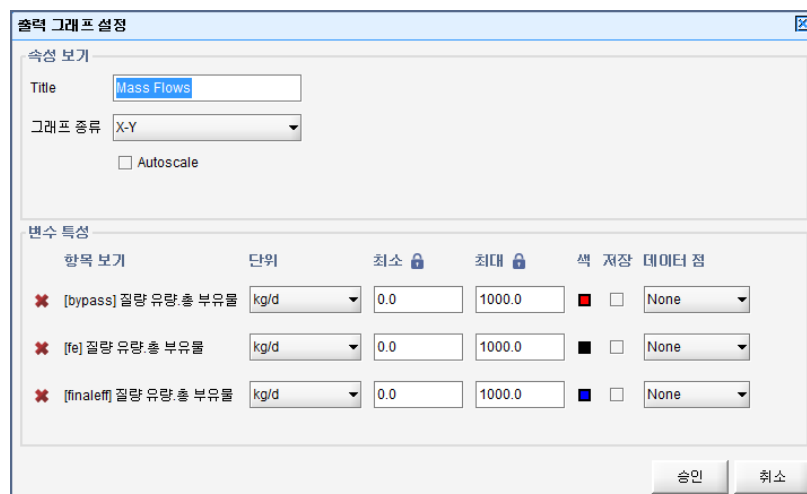 출력 그래프 설정
속성 보기
Title Mass Flows
그래프 종류 X-Y
Autoscale
변수 특성
항목 보기 단위 최소 최대 색 저장 데이터 점
[bypass] 질량 유량.총 부유물 kg/d 0.0 1000.0 None
[fe] 질량 유량.총 부유물 kg/d 0.0 1000.0 None
[finaleff] 질량 유량.총 부유물 kg/d 0.0 1000.0 None
승인 취소